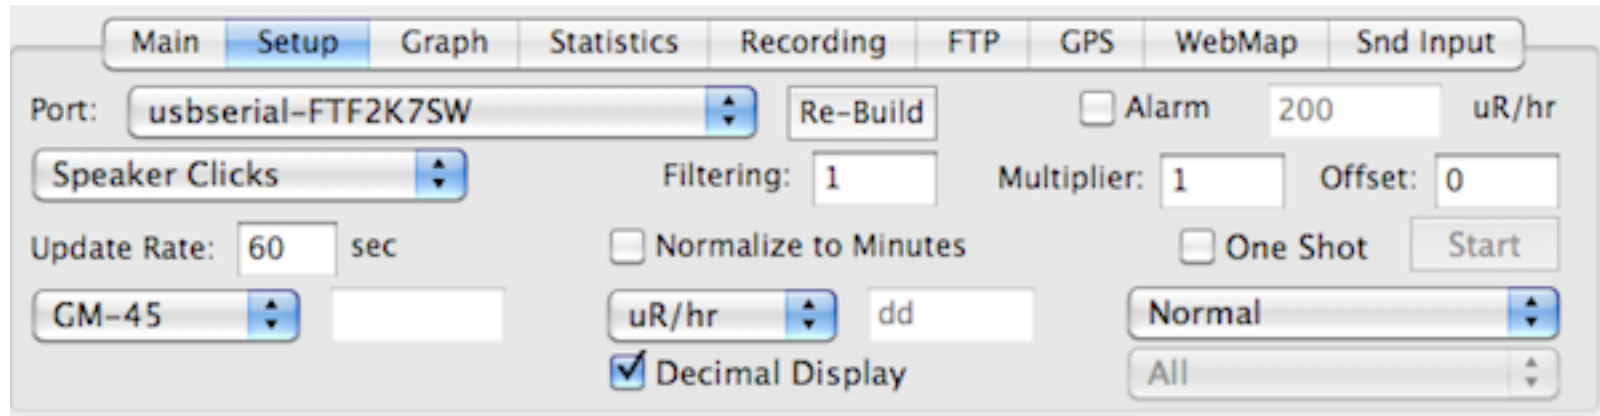 Main Setup Graph Statistics Recording FTP GPS WebMap Snd Input
Port: usbserial-FTF2K7SW Re-Build Alarm 200 uR/hr
Speaker Clicks Filtering: 1 Multiplier: 1 Offset: 0
Update Rate: 60 sec Normalize to Minutes One Shot Start
GM-45 uR/hr dd Normal
Decimal Display All